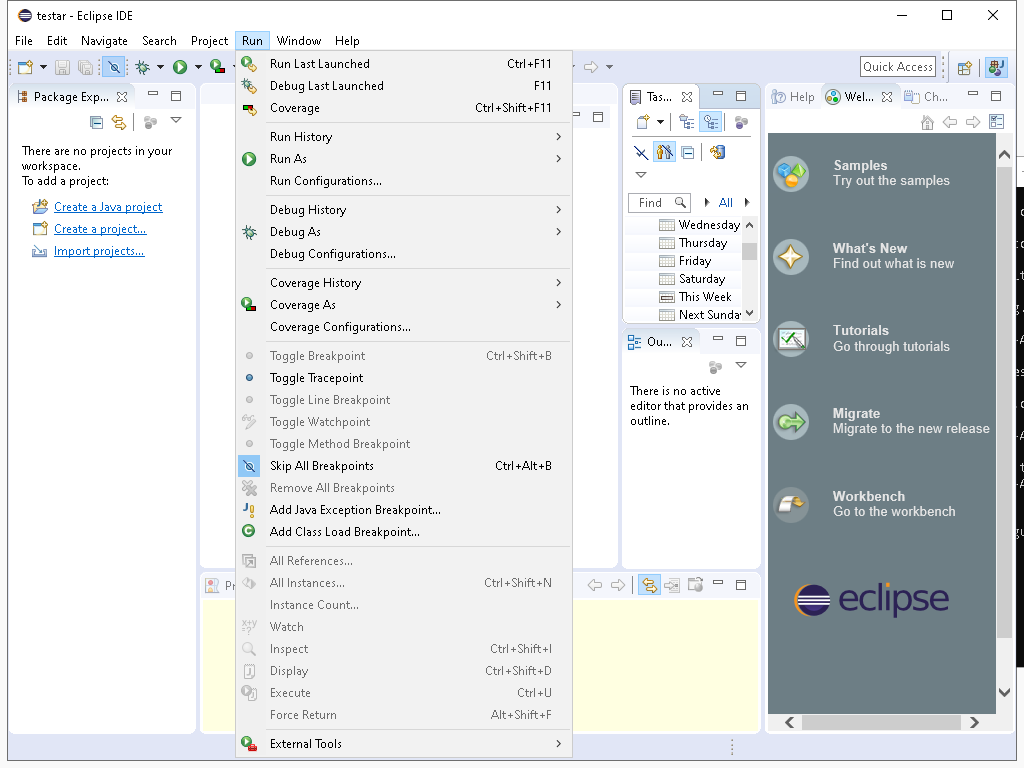 testar - Eclipse IDE
File Edit Navigate Search Project Run Window Help
Quick Access
Package Exp...
There are no projects in your
workspace.
To add a project:
Create a Java project
Create a project...
Import projects...
Run Last Launched Ctrl+F11
Debug Last Launched F11
Coverage Ctrl+Shift+F11
Run History
Run As
Run Configurations...
Debug History
Debug As
Debug Configurations...
Coverage History
Coverage As
Coverage Configurations...
Toggle Breakpoint Ctrl+Shift+B
Toggle Tracepoint
Toggle Line Breakpoint
Toggle Watchpoint
Toggle Method Breakpoint
Skip All Breakpoints Ctrl+Alt+B
Remove All Breakpoints
Add Java Exception Breakpoint...
Add Class Load Breakpoint...
All References...
All Instances... Ctrl+Shift+N
Instance Count...
Watch
Inspect Ctrl+Shift+I
Display Ctrl+Shift+D
Execute Ctrl+U
Force Return Alt+Shift+F
External Tools
Tas...
Find All
Wednesday
Thursday
Friday
Saturday
This Week
Next Sunda
Ou...
There is no active
editor that provides an
outline.
Help Wel... Ch...
Samples
Try out the samples
What's New
Find out what is new
Tutorials
Go through tutorials
Migrate
Migrate to the new release
Workbench
Go to the workbench
eclipse